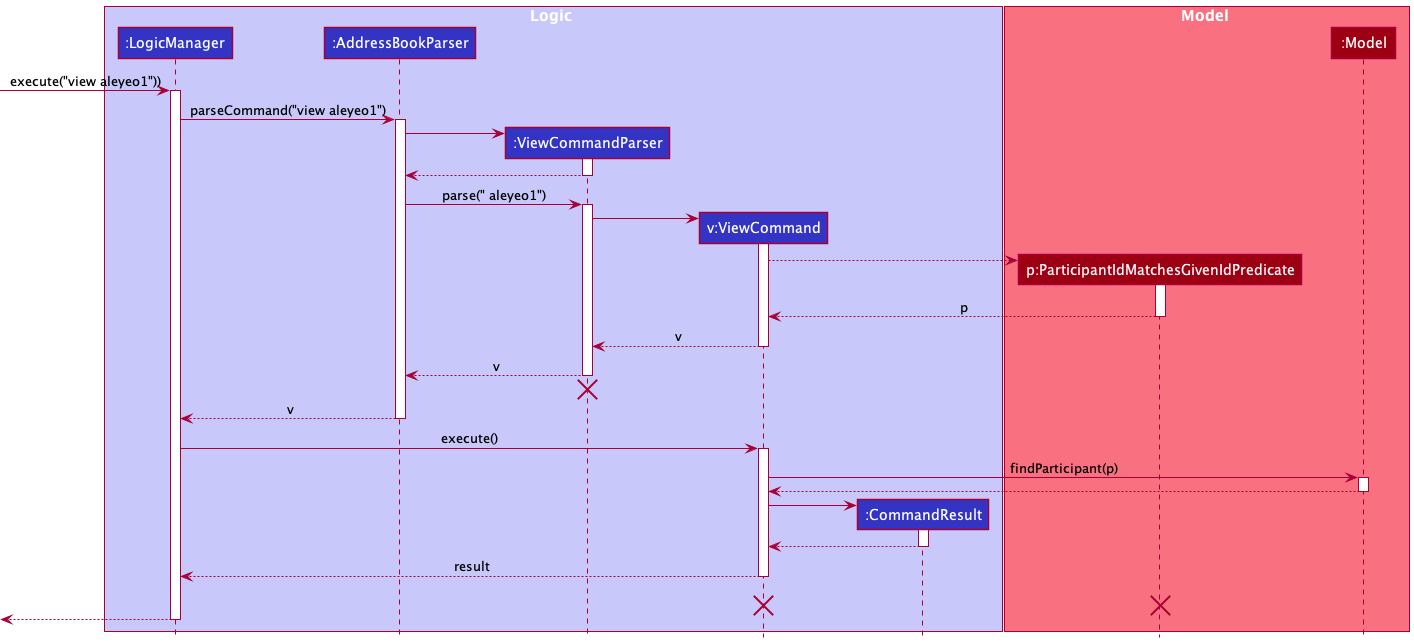 Logic
Model
:LogicManager
:AddressBookParser
:Model
execute("view aleyeo1"))
parseCommand("view aleyeo1")
:ViewCommandParser
parse(" aleyeo1")
v:ViewCommand
p:ParticipantIdMatchesGivenIdPredicate
p
v
v
v
execute()
findParticipant(p)
:CommandResult
result